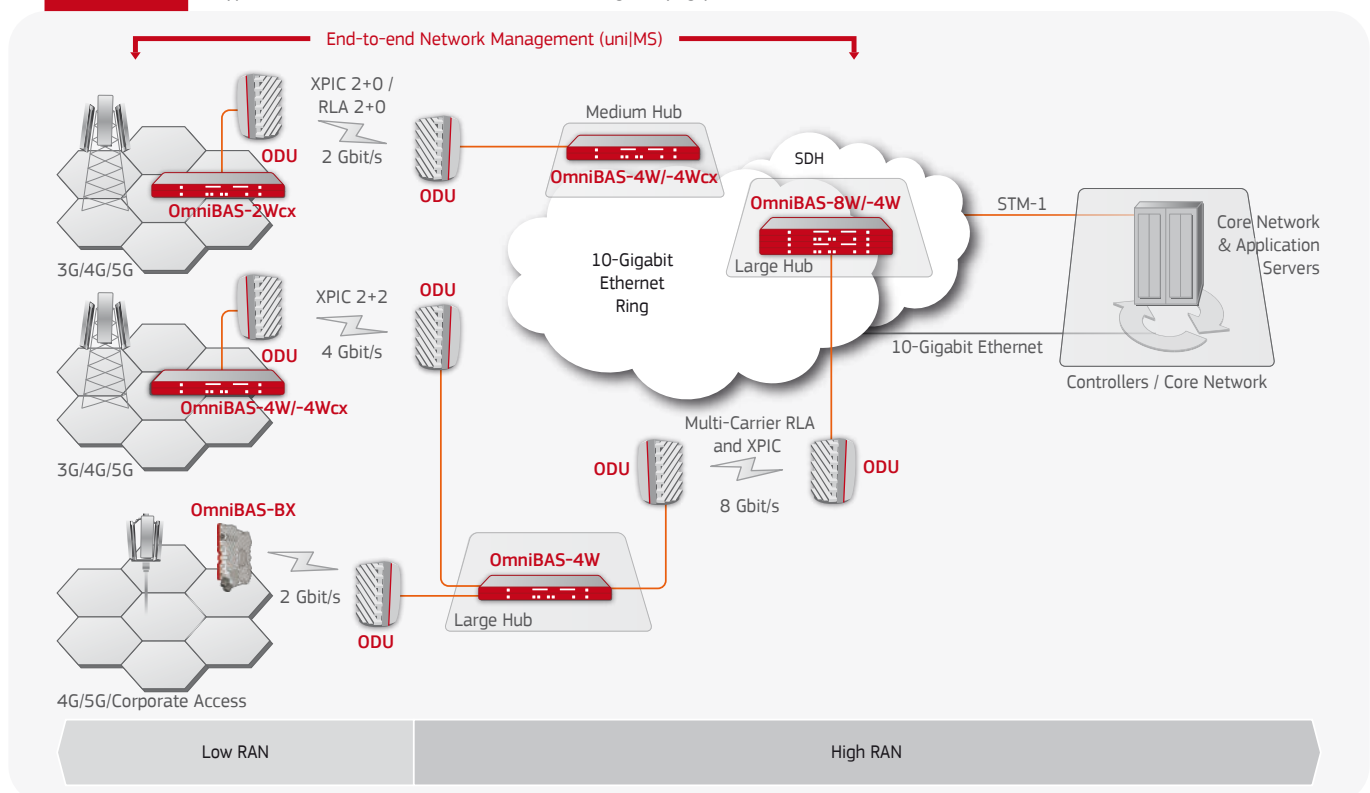 End-to-end Network Management (uni|MS)
XPIC 2+0 /
RLA 2+0
2 Gbit/s
ODU
ODU
OmniBAS-2Wcx
3G/4G/5G
Medium Hub
OmniBAS-4W/-4Wcx
SDH
OmniBAS-8W/-4W
Large Hub
10-Gigabit
Ethernet
Ring
STM-1
Core Network
& Application
Servers
10-Gigabit Ethernet
Controllers / Core Network
XPIC 2+2
4 Gbit/s
ODU
ODU
OmniBAS-4W/-4Wcx
3G/4G/5G
Multi-Carrier RLA
and XPIC
8 Gbit/s
ODU
ODU
OmniBAS-BX
2 Gbit/s
ODU
OmniBAS-4W
Large Hub
4G/5G/Corporate Access
Low RAN
High RAN